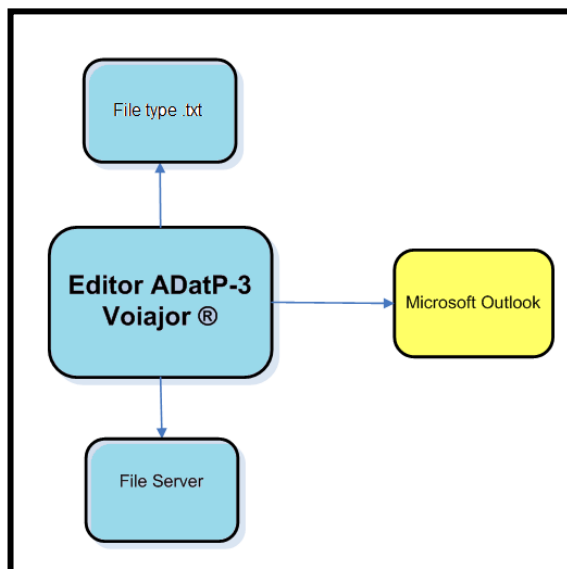 File type .txt
Editor ADatP-3
Voiajor ®
Microsoft Outlook
File Server